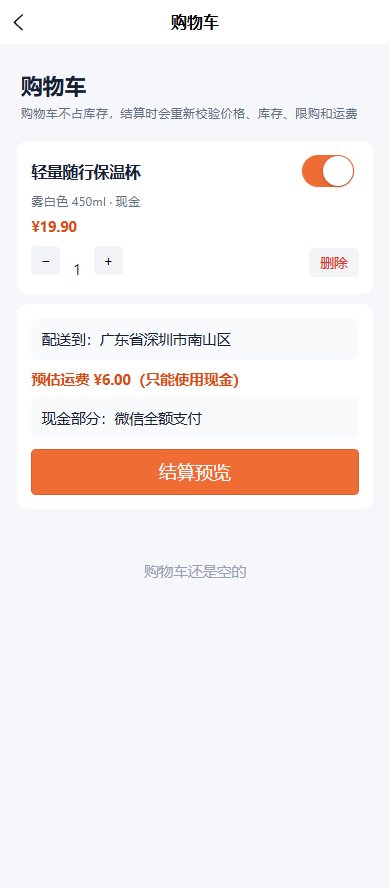 购物车
购物车
购物车不占库存，结算时会重新校验价格、库存、限购和运费
轻量随行保温杯
雾白色 450ml · 现金
¥19.90
− 1 + 删除
配送到：广东省深圳市南山区
预估运费 ¥6.00（只能使用现金）
现金部分：微信全额支付
结算预览
购物车还是空的